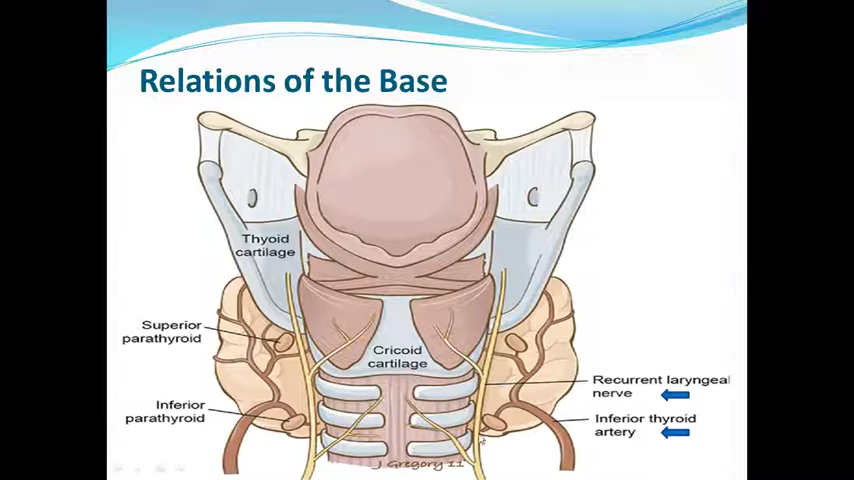 Relations of the Base
Thyoid
cartilage
Superior
parathyroid
Cricoid
cartilage
Recurrent laryngeal
nerve
Inferior
parathyroid
Inferior thyroid
artery
J Gregory 11